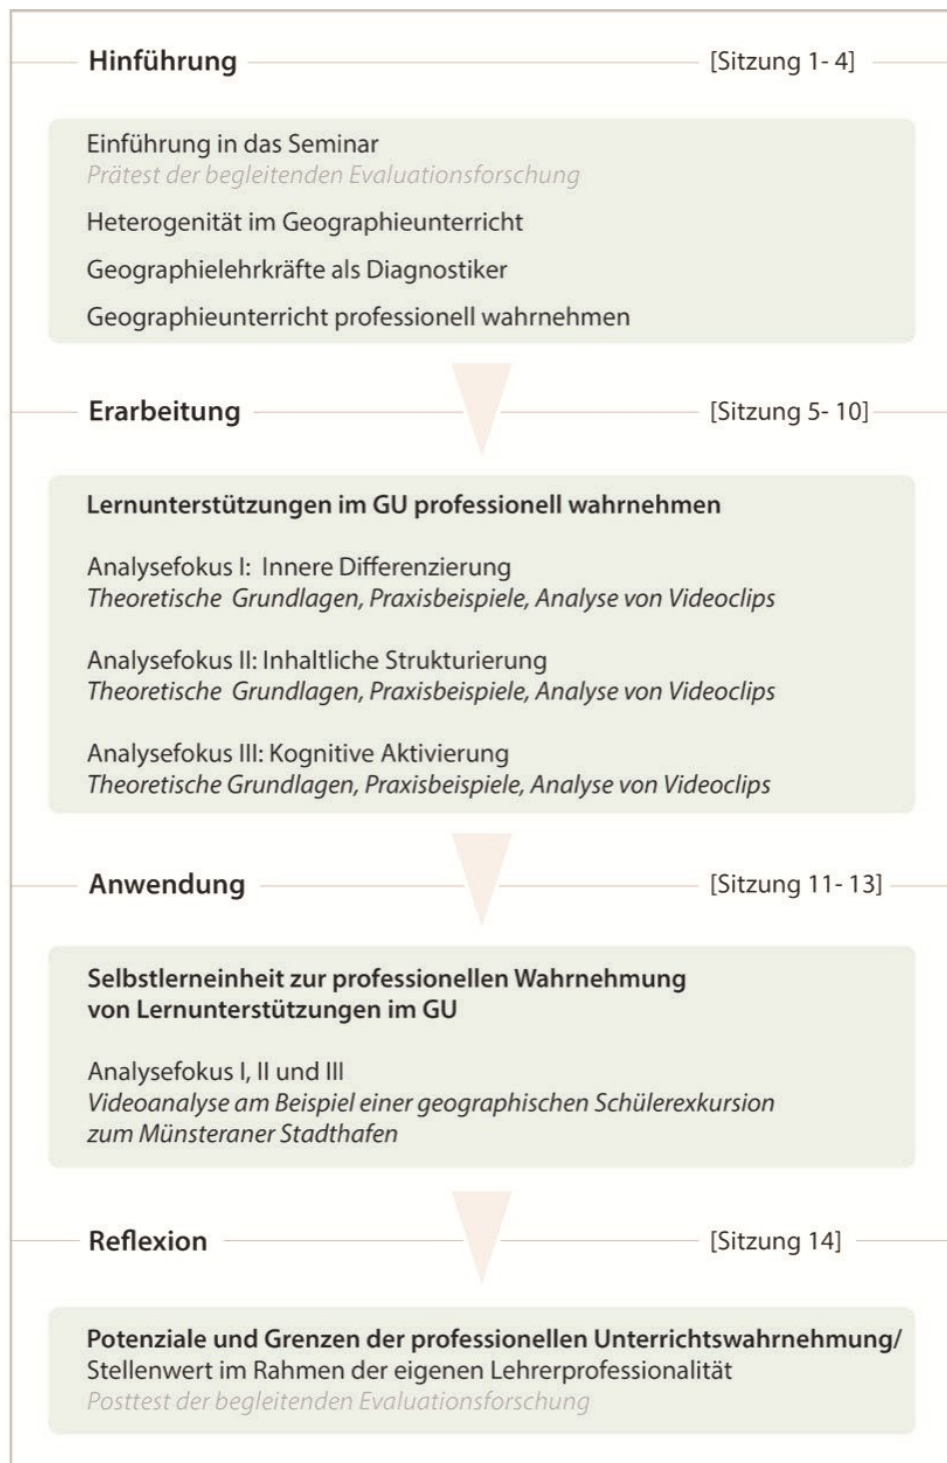 Hinführung [Sitzung 1- 4]
Einführung in das Seminar
Prätest der begleitenden Evaluationsforschung
Heterogenität im Geographieunterricht
Geographielehrkräfte als Diagnostiker
Geographieunterricht professionell wahrnehmen
Erarbeitung [Sitzung 5- 10]
Lernunterstützungen im GU professionell wahrnehmen
Analysefokus I: Innere Differenzierung
Theoretische Grundlagen, Praxisbeispiele, Analyse von Videoclips
Analysefokus II: Inhaltliche Strukturierung
Theoretische Grundlagen, Praxisbeispiele, Analyse von Videoclips
Analysefokus III: Kognitive Aktivierung
Theoretische Grundlagen, Praxisbeispiele, Analyse von Videoclips
Anwendung [Sitzung 11- 13]
Selbstlerneinheit zur professionellen Wahrnehmung
von Lernunterstützungen im GU
Analysefokus I, II und III
Videoanalyse am Beispiel einer geographischen Schülerexkursion
zum Münsteraner Stadthafen
Reflexion [Sitzung 14]
Potenziale und Grenzen der professionellen Unterrichtswahrnehmung/
Stellenwert im Rahmen der eigenen Lehrerprofessionalität
Posttest der begleitenden Evaluationsforschung